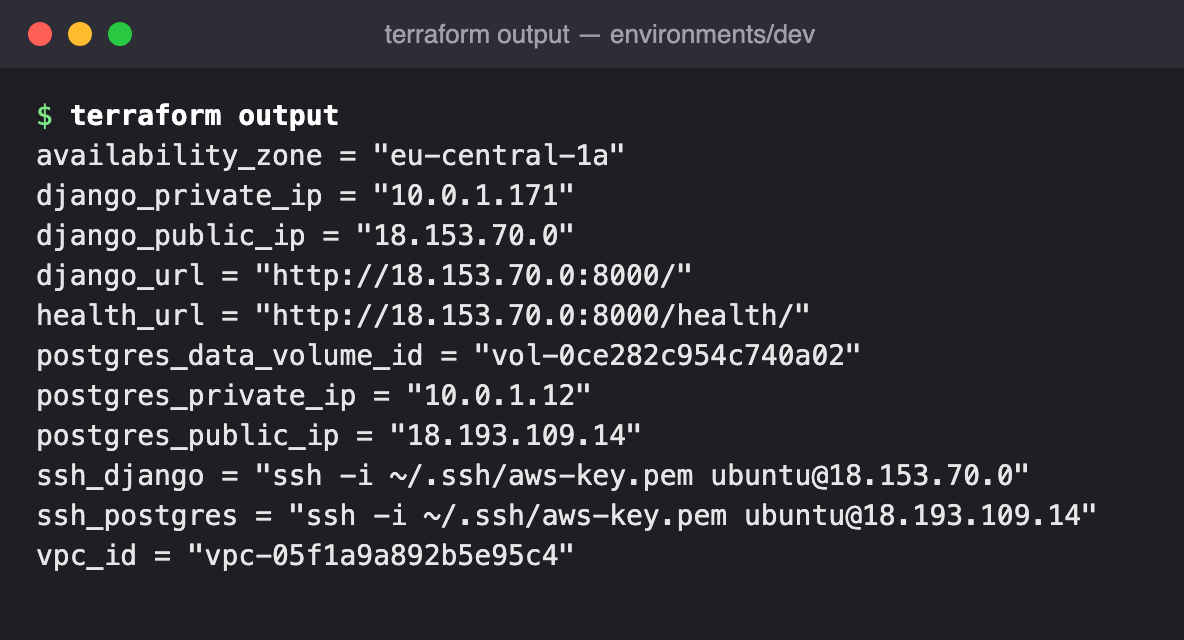 terraform output — environments/dev
$ terraform output
availability_zone = "eu-central-1a"
django_private_ip = "10.0.1.171"
django_public_ip = "18.153.70.0"
django_url = "http://18.153.70.0:8000/"
health_url = "http://18.153.70.0:8000/health/"
postgres_data_volume_id = "vol-0ce282c954c740a02"
postgres_private_ip = "10.0.1.12"
postgres_public_ip = "18.193.109.14"
ssh_django = "ssh -i ~/.ssh/aws-key.pem ubuntu@18.153.70.0"
ssh_postgres = "ssh -i ~/.ssh/aws-key.pem ubuntu@18.193.109.14"
vpc_id = "vpc-05f1a9a892b5e95c4"